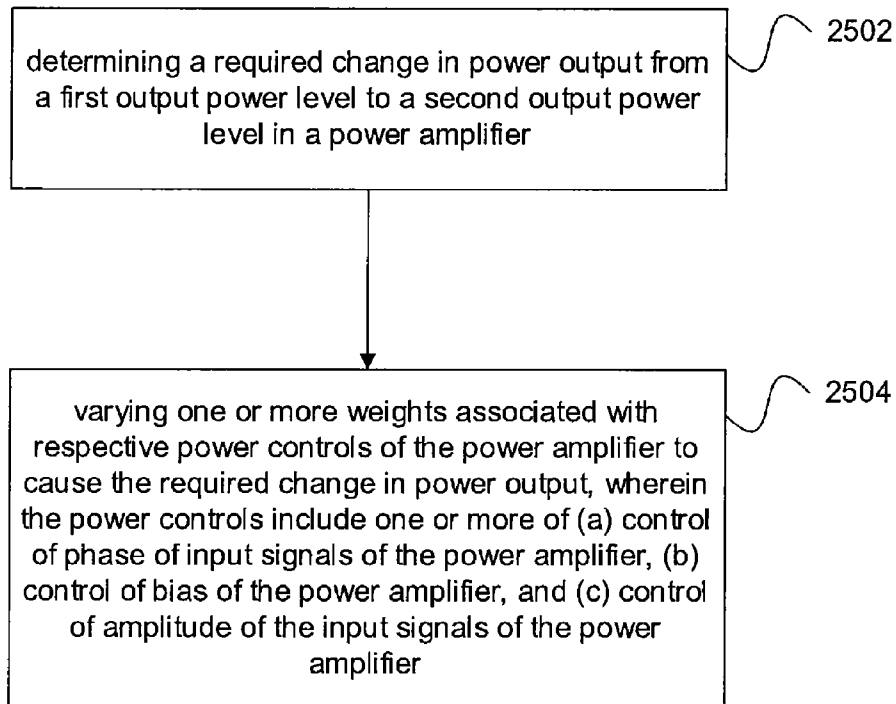 2502
determining a required change in power output from
a first output power level to a second output power
level in a power amplifier
2504
varying one or more weights associated with
respective power controls of the power amplifier to
cause the required change in power output, wherein
the power controls include one or more of (a) control
of phase of input signals of the power amplifier, (b)
control of bias of the power amplifier, and (c) control
of amplitude of the input signals of the power
amplifier